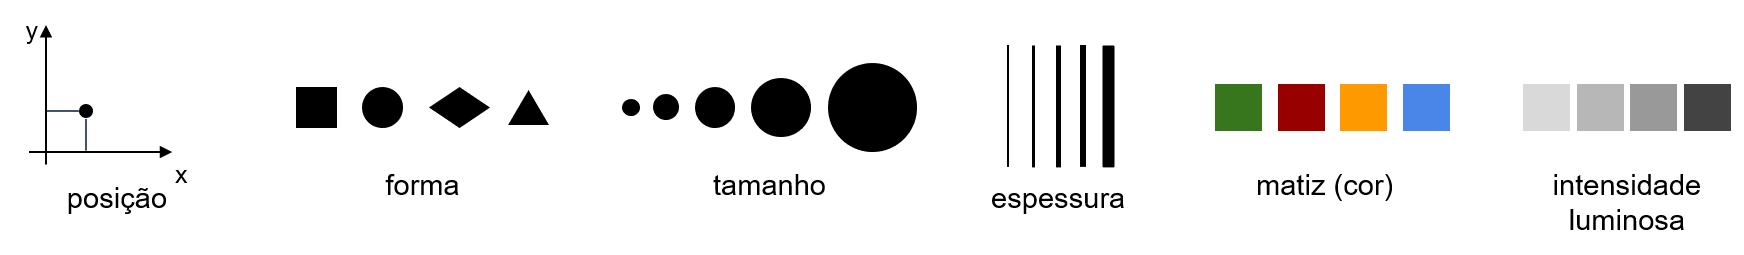 y
x
posição
forma
tamanho
espessura
matiz (cor)
intensidade
luminosa